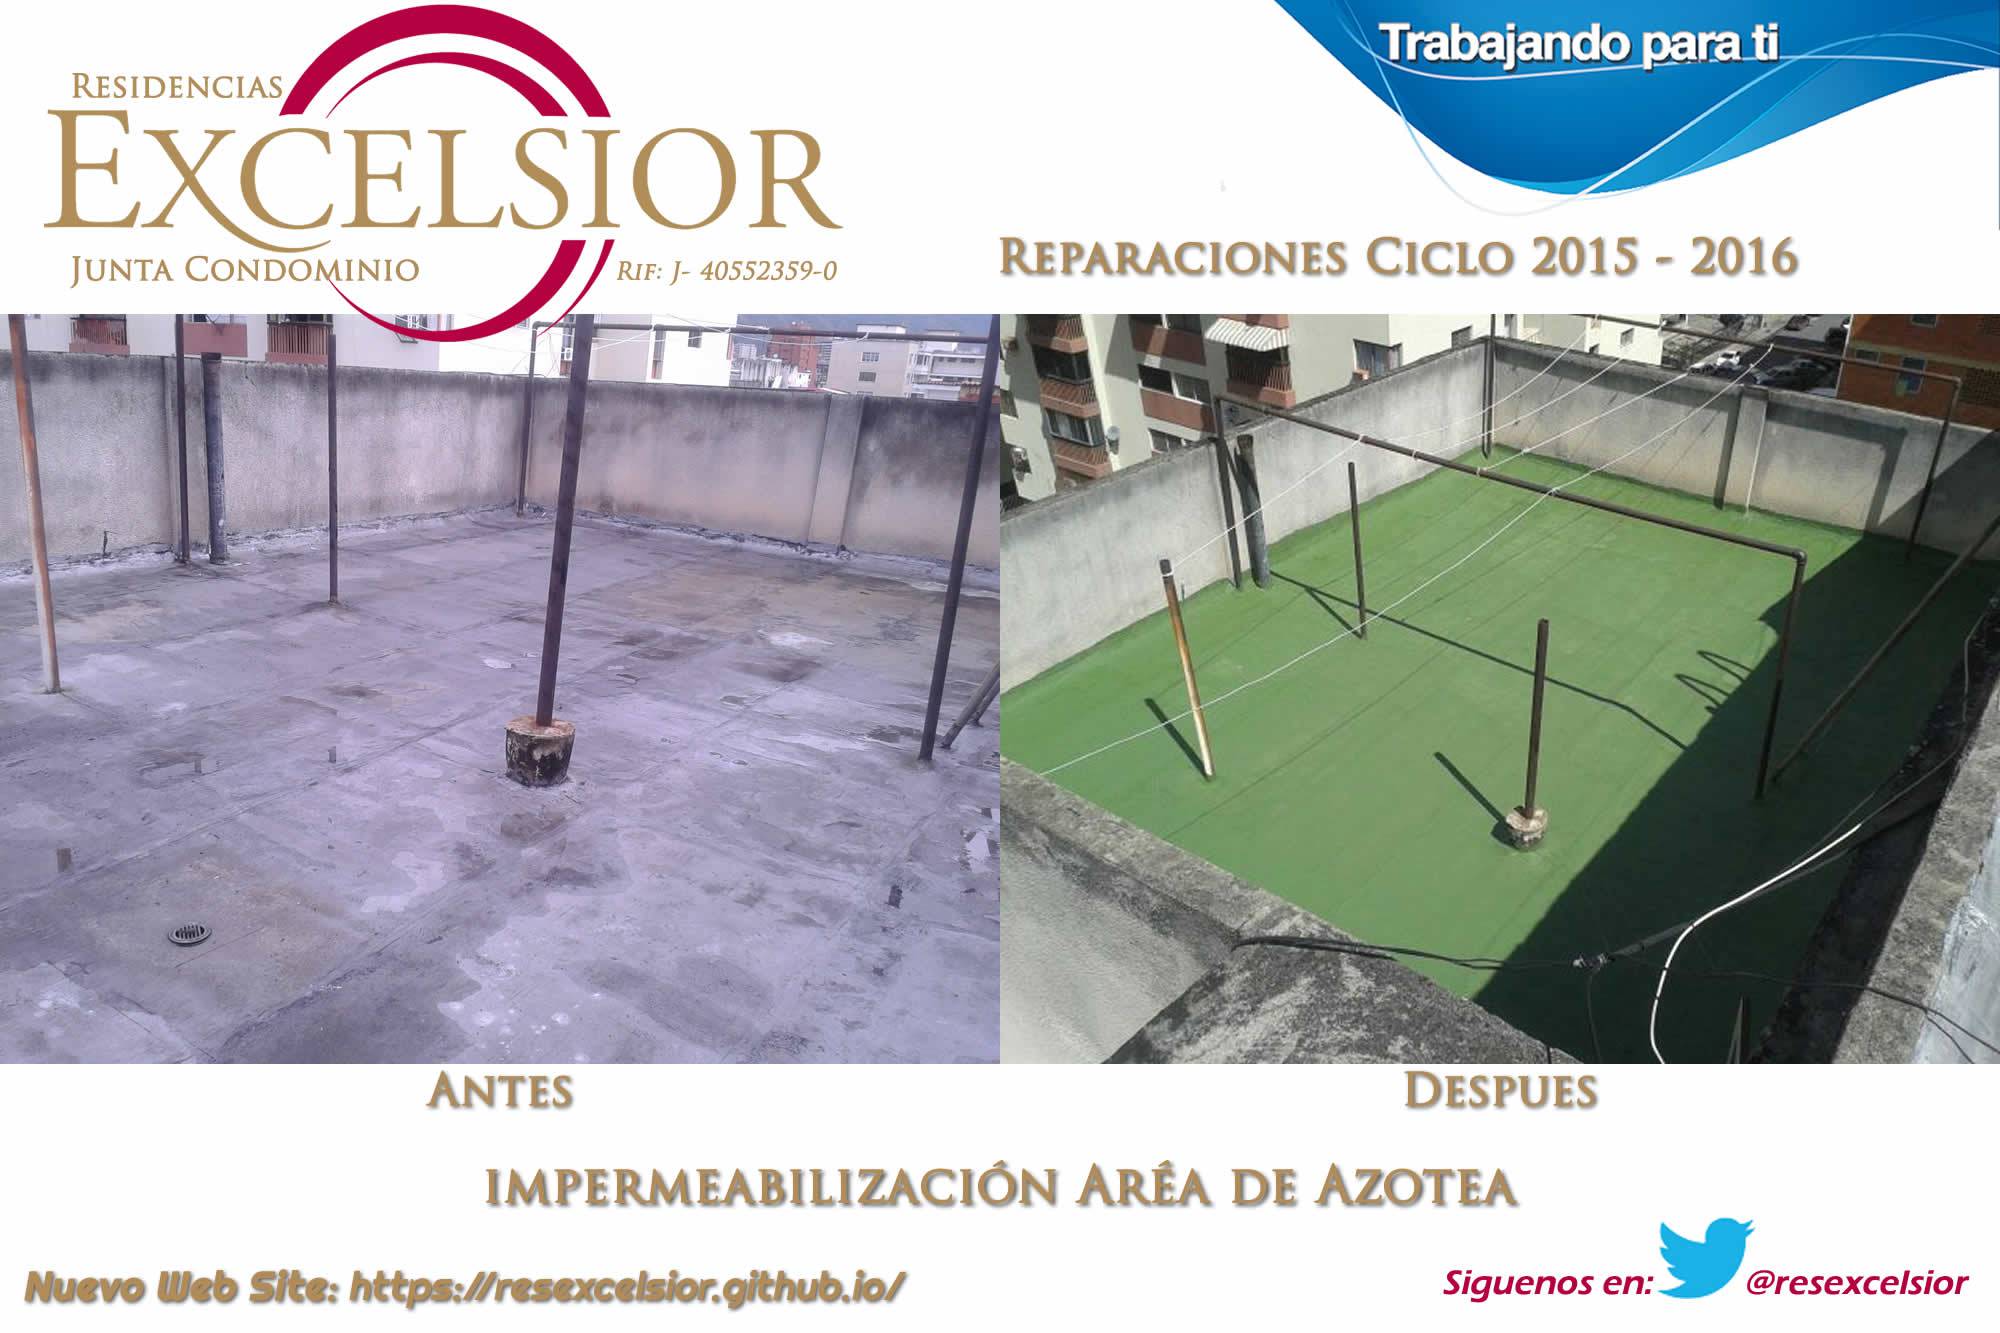 Residencias
Excelsior
Junta Condominio
Rif: J- 40552359-0
Trabajando para ti
Reparaciones Ciclo 2015 - 2016
Antes
Despues
impermeabilización Aréa de Azotea
Nuevo Web Site: https://resexcelsior.github.io/
Siguenos en: @resexcelsior